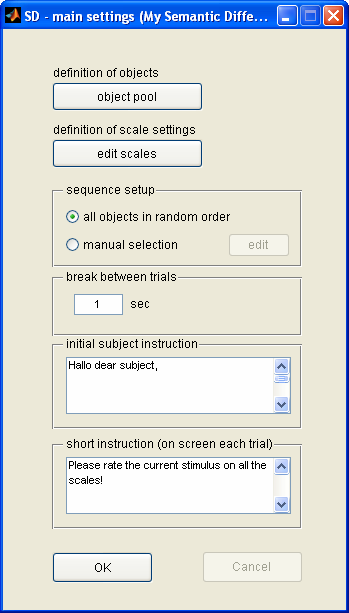 SD - main settings (My Semantic Diffe...
definition of objects
object pool
definition of scale settings
edit scales
sequence setup
all objects in random order
manual selection
edit
break between trials
1 sec
initial subject instruction
Hallo dear subject,
short instruction (on screen each trial)
Please rate the current stimulus on all the
scales!
OK
Cancel